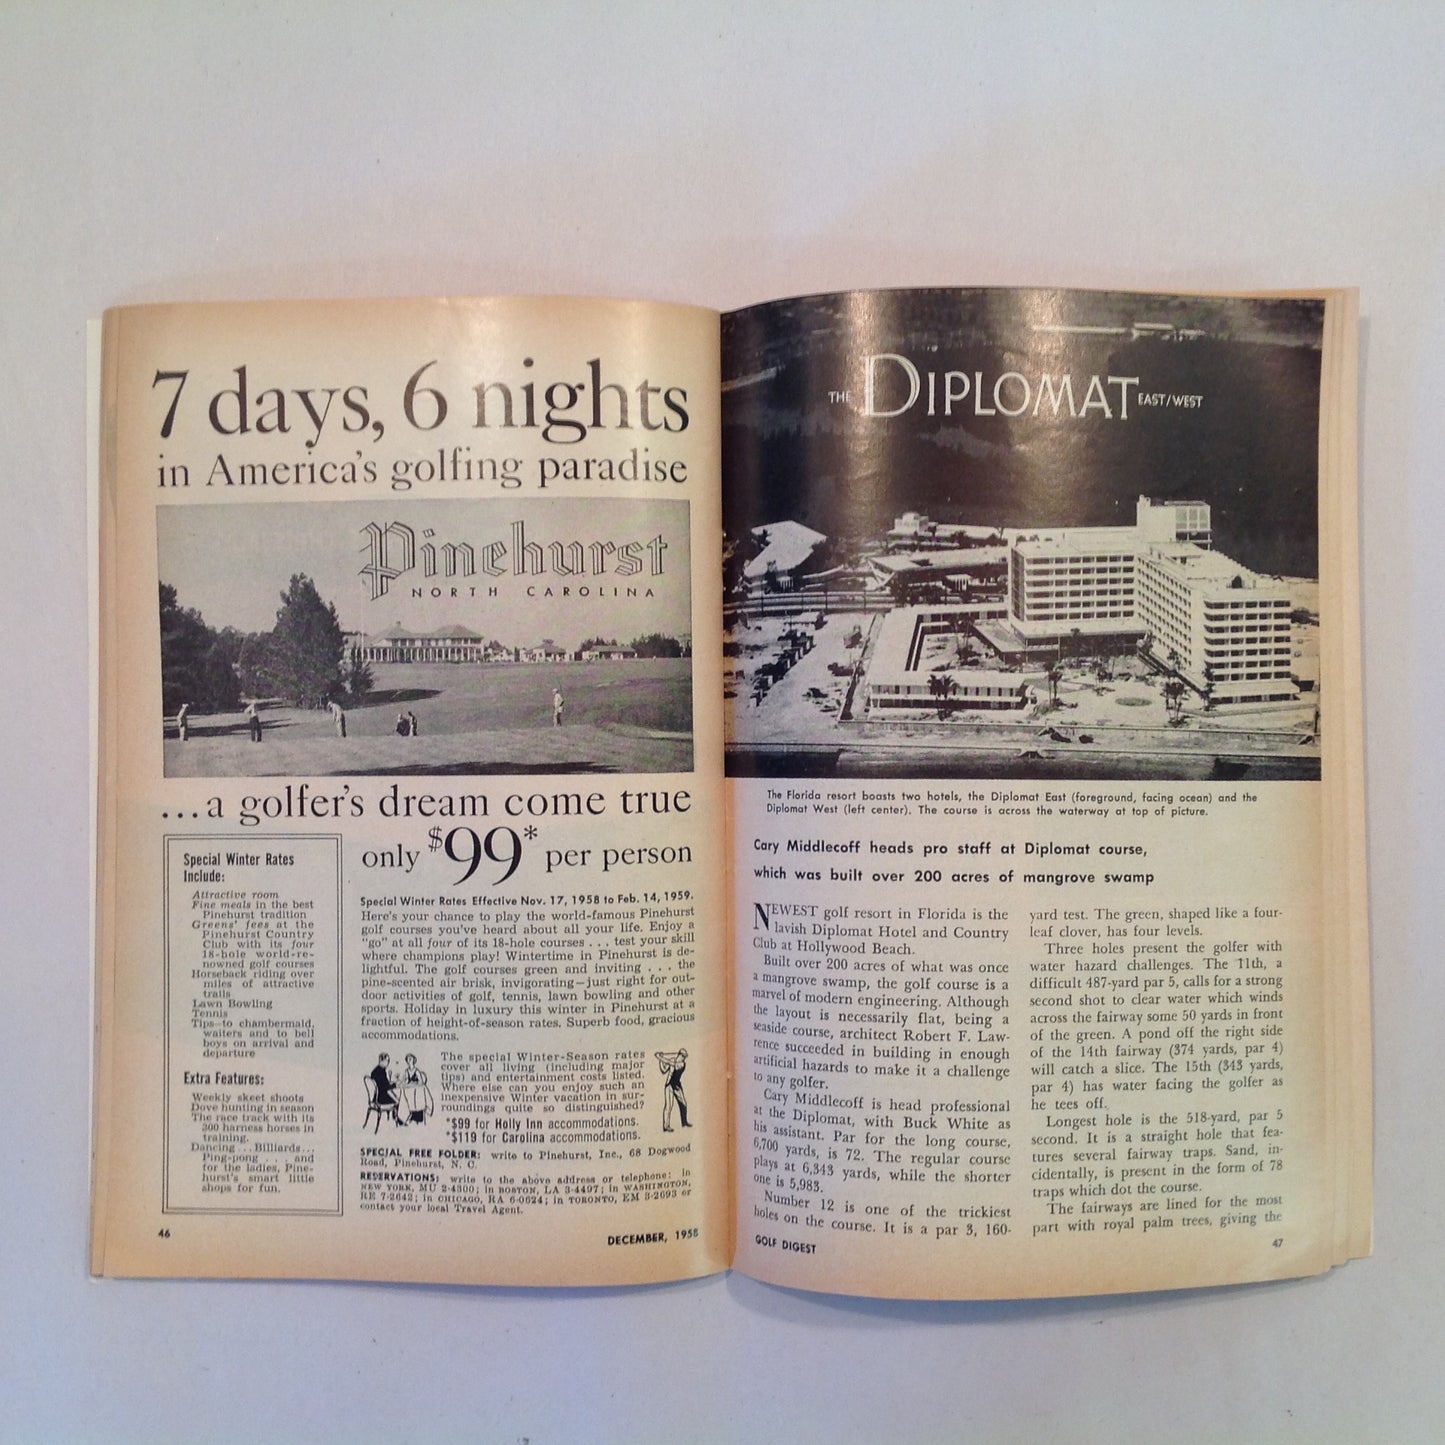 7 days, 6 nights
in America's golfing paradise
Pinehurst
NORTH CAROLINA
...a golfer's dream come true
only $99* per person
Special Winter Rates
Include:
Attractive room
Fine meals in the best
Pinehurst tradition
Greens' fees at the
Pinehurst Country
Club with its four
18-hole world-re-
nowned golf courses
Horseback riding over
miles of attractive
trails
Lawn Bowling
Tennis
Tips—to chambermaid,
waiters and to bell
boys on arrival and
departure
Extra Features:
Weekly skeet shoots
Dove hunting in season
The race track with its
300 harness horses in
training.
Dancing...Billiards...
Ping-pong . . . and
for the ladies, Pine-
hurst's smart little
shops for fun.
Special Winter Rates Effective Nov. 17, 1958 to Feb. 14, 1959.
Here's your chance to play the world-famous Pinehurst
golf courses you've heard about all your life. Enjoy a
"go" at all four of its 18-hole courses . . . test your skill
where champions play! Wintertime in Pinehurst is de-
lightful. The golf courses green and inviting . . . the
pine-scented air brisk, invigorating—just right for out-
door activities of golf, tennis, lawn bowling and other
sports. Holiday in luxury this winter in Pinehurst at a
fraction of height-of-season rates. Superb food, gracious
accommodations.
The special Winter-Season rates
cover all living (including major
tips) and entertainment costs listed.
Where else can you enjoy such an
inexpensive Winter vacation in sur-
roundings quite so distinguished?
*$99 for Holly Inn accommodations.
*$119 for Carolina accommodations.
SPECIAL FREE FOLDER: write to Pinehurst, Inc., 68 Dogwood
Road, Pinehurst, N. C.
RESERVATIONS: write to the above address or telephone: in
NEW YORK, MU 2-4300; in BOSTON, LA 3-4497; in WASHINGTON,
RE 7-2642; in CHICAGO, RA 6-0624; in TORONTO, EM 3-2693 or
contact your local Travel Agent.
46
DECEMBER, 1958
THE DIPLOMAT EAST/WEST
The Florida resort boasts two hotels, the Diplomat East (foreground, facing ocean) and the
Diplomat West (left center). The course is across the waterway at top of picture.
Cary Middlecoff heads pro staff at Diplomat course,
which was built over 200 acres of mangrove swamp
NEWEST golf resort in Florida is the
lavish Diplomat Hotel and Country
Club at Hollywood Beach.
Built over 200 acres of what was once
a mangrove swamp, the golf course is a
marvel of modern engineering. Although
the layout is necessarily flat, being a
seaside course, architect Robert F. Law-
rence succeeded in building in enough
artificial hazards to make it a challenge
to any golfer.
Cary Middlecoff is head professional
at the Diplomat, with Buck White as
his assistant. Par for the long course,
6,700 yards, is 72. The regular course
plays at 6,343 yards, while the shorter
one is 5,983.
Number 12 is one of the trickiest
holes on the course. It is a par 3, 160-
yard test. The green, shaped like a four-
leaf clover, has four levels.
Three holes present the golfer with
water hazard challenges. The 11th, a
difficult 487-yard par 5, calls for a strong
second shot to clear water which winds
across the fairway some 50 yards in front
of the green. A pond off the right side
of the 14th fairway (374 yards, par 4)
will catch a slice. The 15th (343 yards,
par 4) has water facing the golfer as
he tees off.
Longest hole is the 518-yard, par 5
second. It is a straight hole that fea-
tures several fairway traps. Sand, in-
cidentally, is present in the form of 78
traps which dot the course.
The fairways are lined for the most
part with royal palm trees, giving the
GOLF DIGEST
47